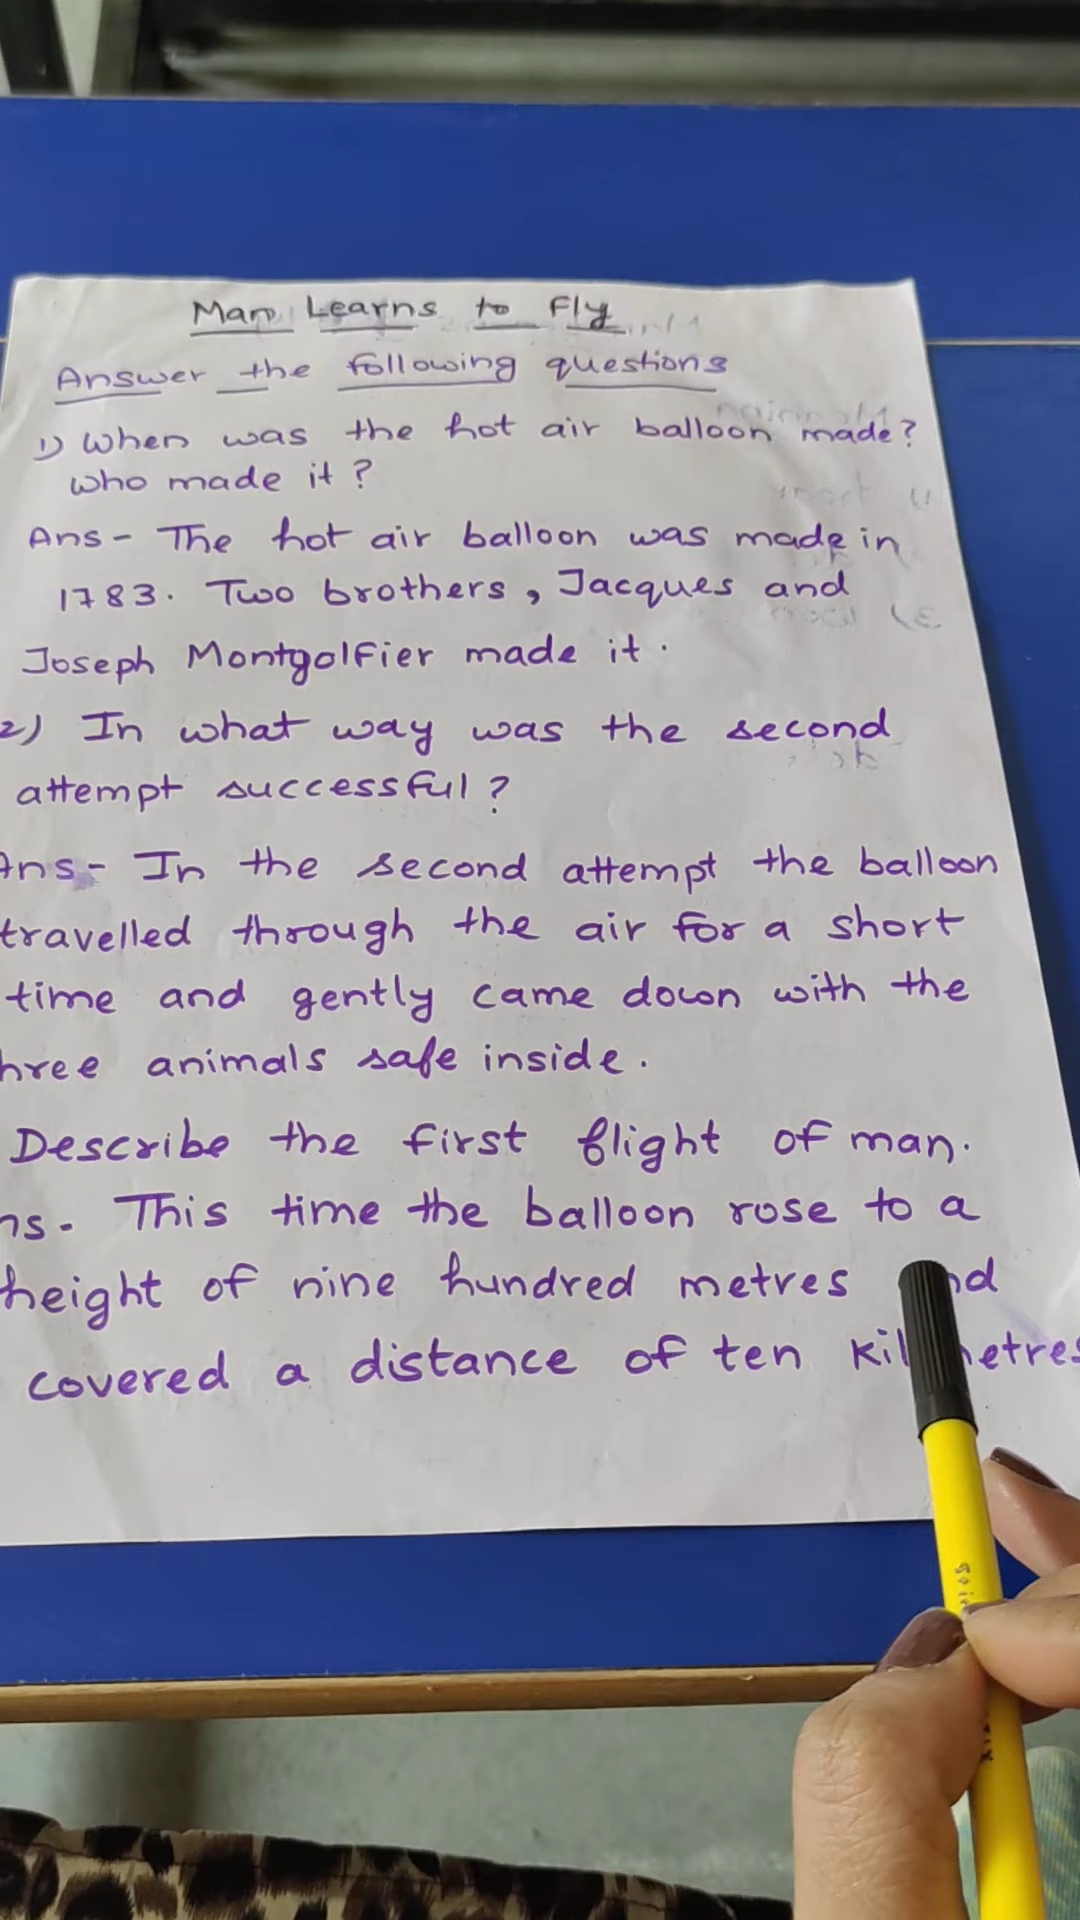 Man Learns to Fly
Answer the following questions
1) When was the hot air balloon made?
Who made it?
Ans - The hot air balloon was made in
1783. Two brothers, Jacques and
Joseph Montgolfier made it.
2) In what way was the second
attempt successful?
Ans - In the second attempt the balloon
travelled through the air for a short
time and gently came down with the
hree animals safe inside.
Describe the first flight of man.
ns. This time the balloon rose to a
height of nine hundred metres nd
covered a distance of ten kil metres